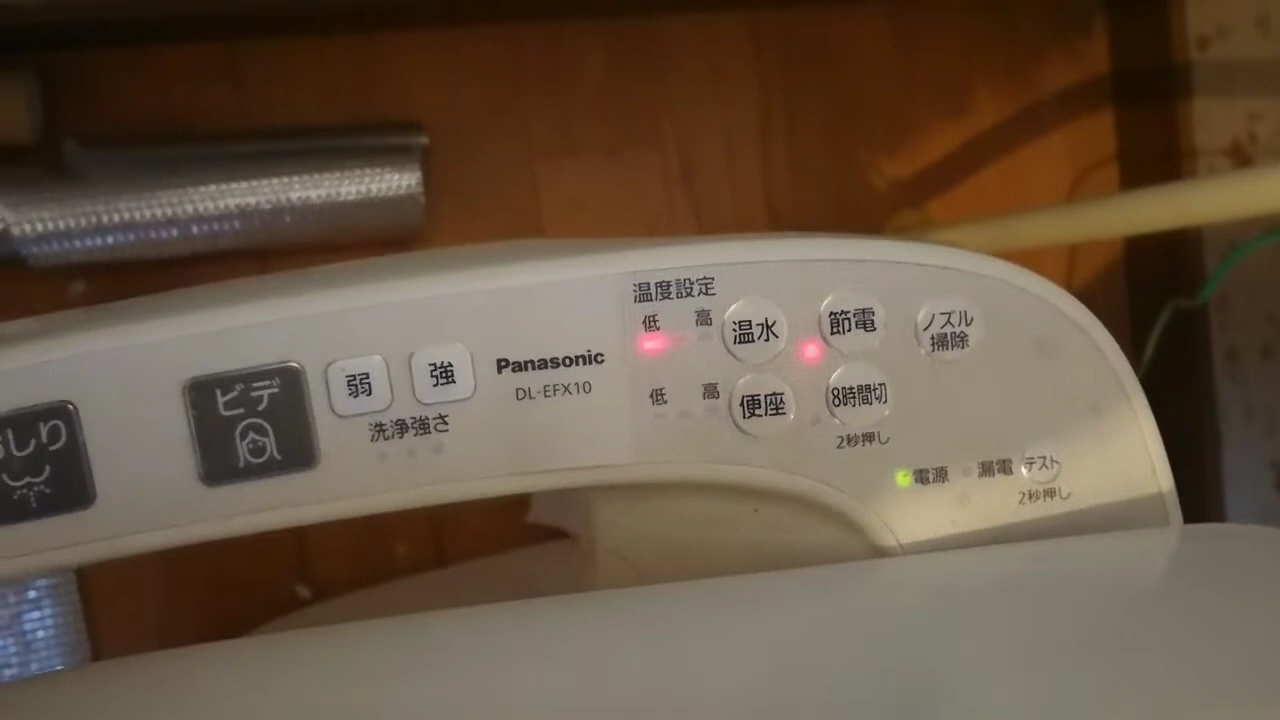 しり
ビデ
弱
強
洗浄強さ
Panasonic
DL-EFX10
温度設定
低 高
温水
節電
ノズル
掃除
低 高
便座
8時間切
2秒押し
電源
漏電
テスト
2秒押し